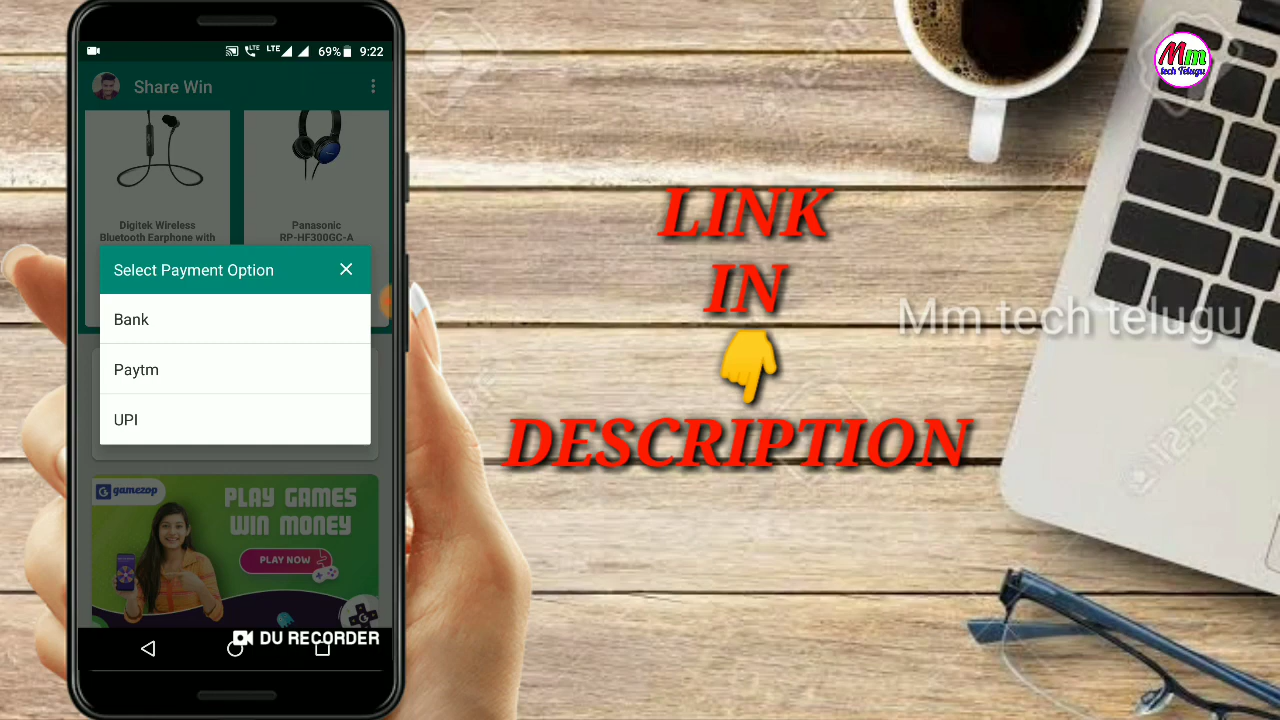 LTE LTE 69% 9:22
Share Win
Digitek Wireless
Bluetooth Earphone with
Panasonic
RP-HF300GC-A
Select Payment Option
Bank
Paytm
UPI
gamezop
PLAY GAMES
WIN MONEY
PLAY NOW
DU RECORDER
LINK
IN
DESCRIPTION
Mm
tech Telugu
Mm tech telugu
123RF